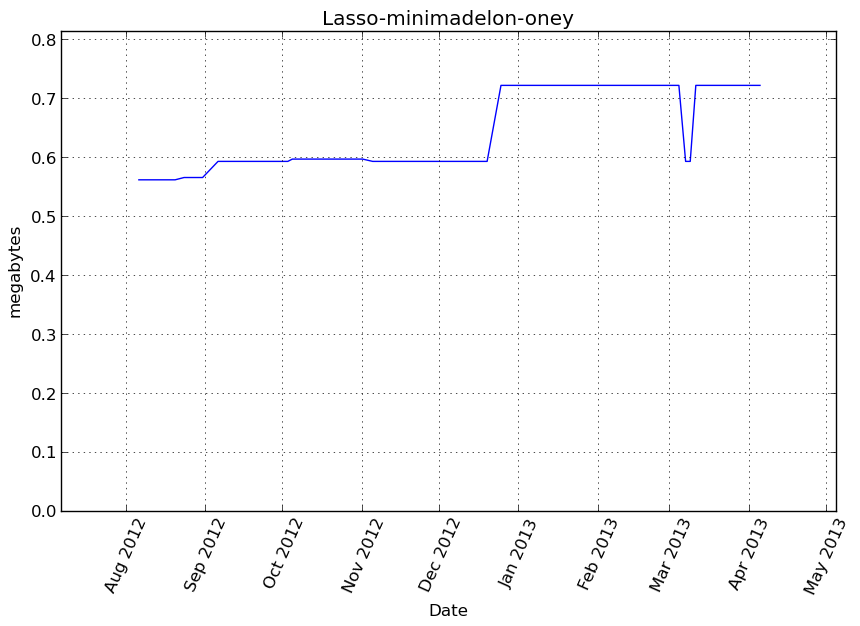 Lasso-minimadelon-oney
0.8
0.7
0.6
0.5
0.4
0.3
0.2
0.1
0.0
megabytes
Aug 2012
Sep 2012
Oct 2012
Nov 2012
Dec 2012
Jan 2013
Feb 2013
Mar 2013
Apr 2013
May 2013
Date